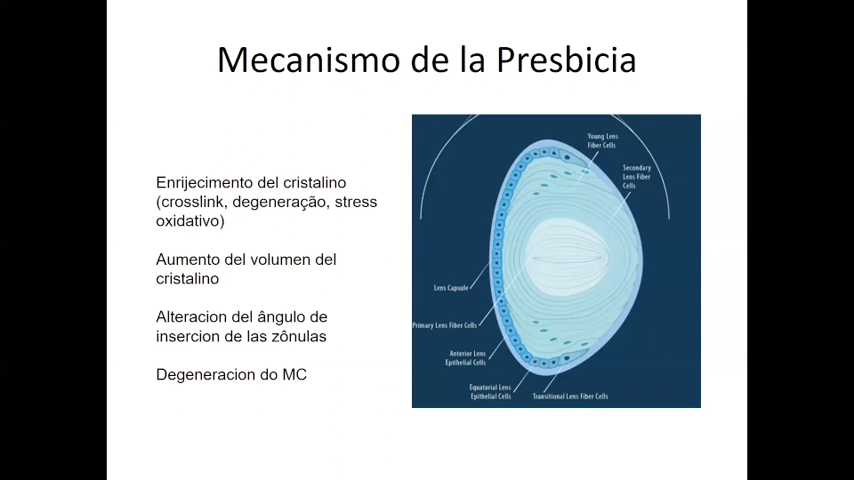 Mecanismo de la Presbicia
Enrijecimento del cristalino
(crosslink, degeneração, stress
oxidativo)
Aumento del volumen del
cristalino
Alteracion del ângulo de
insercion de las zônulas
Degeneracion do MC
Young Lens
Fiber Cells
Secondary
Lens Fiber
Cells
Lens Capsule
Primary Lens Fiber Cells
Anterior Lens
Epithelial Cells
Equatorial Lens
Epithelial Cells
Transitional Lens Fiber Cells